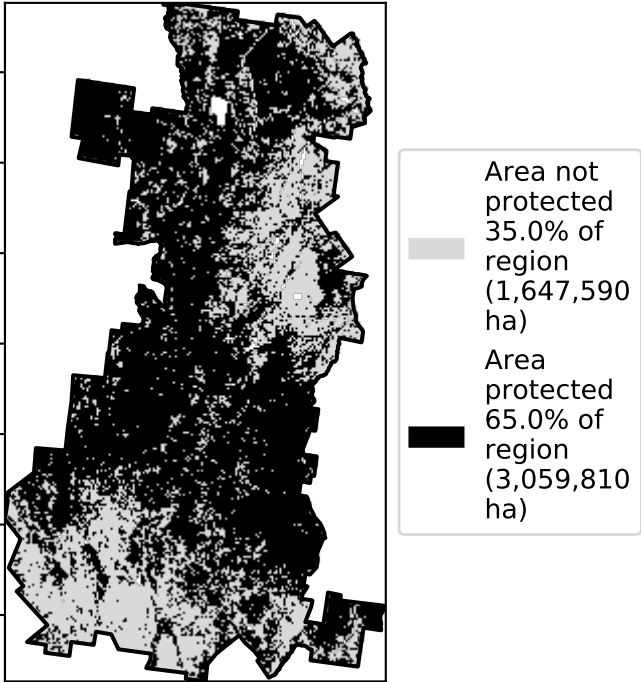 Area not
protected
35.0% of
region
(1,647,590
ha)
Area
protected
65.0% of
region
(3,059,810
ha)